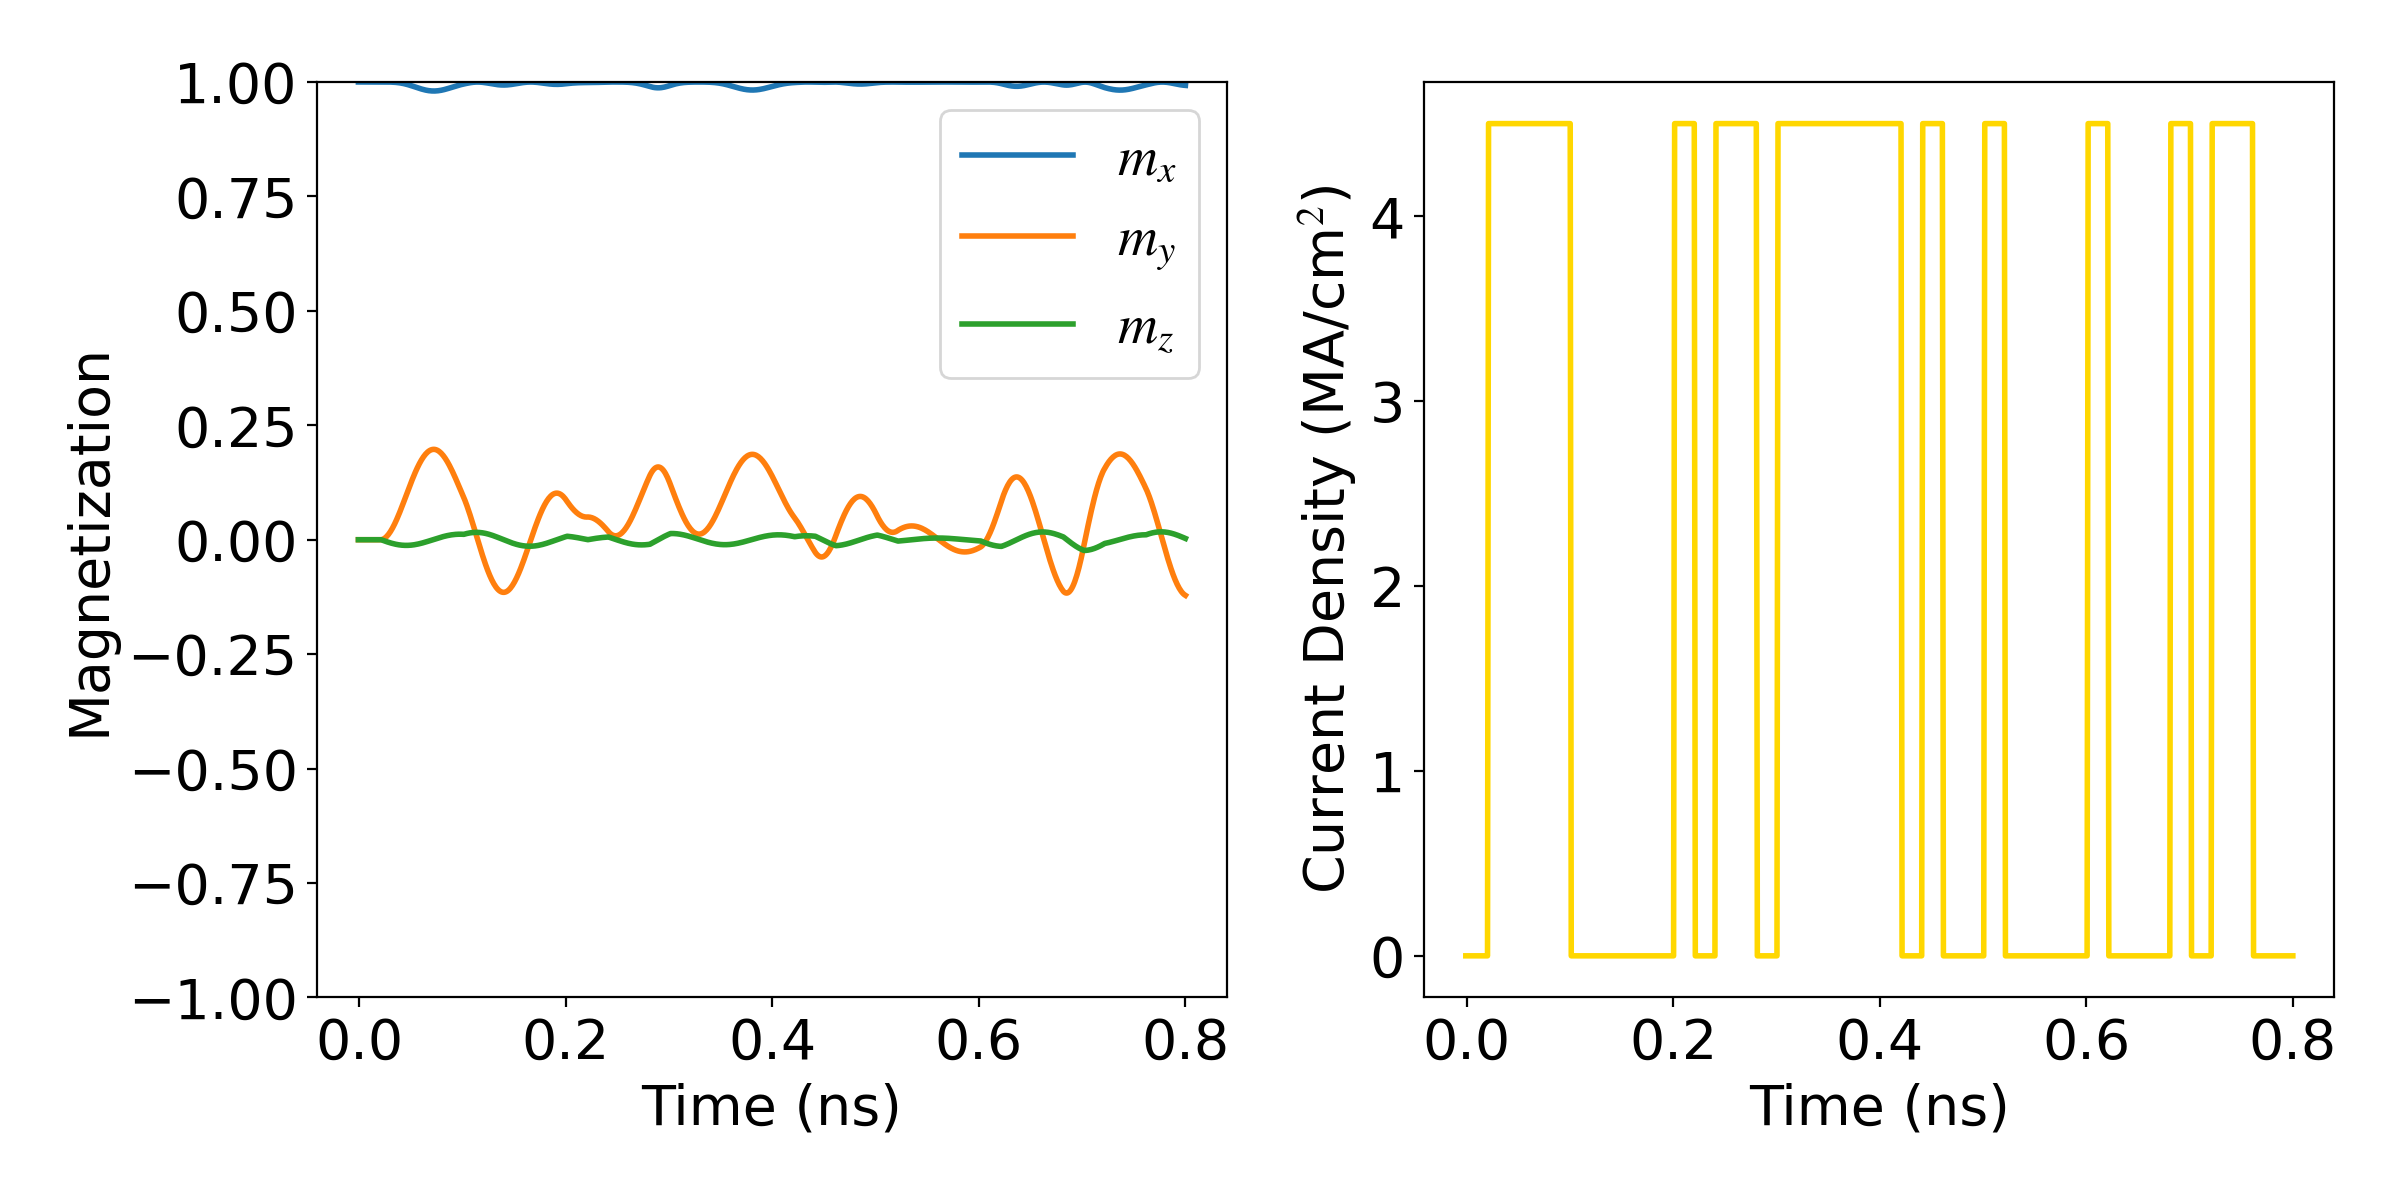 Magnetization
1.00
0.75
0.50
0.25
0.00
−0.25
−0.50
−0.75
−1.00
0.0 0.2 0.4 0.6 0.8
Time (ns)
mₓ
m_y
m_z
Current Density (MA/cm²)
4
3
2
1
0
0.0 0.2 0.4 0.6 0.8
Time (ns)